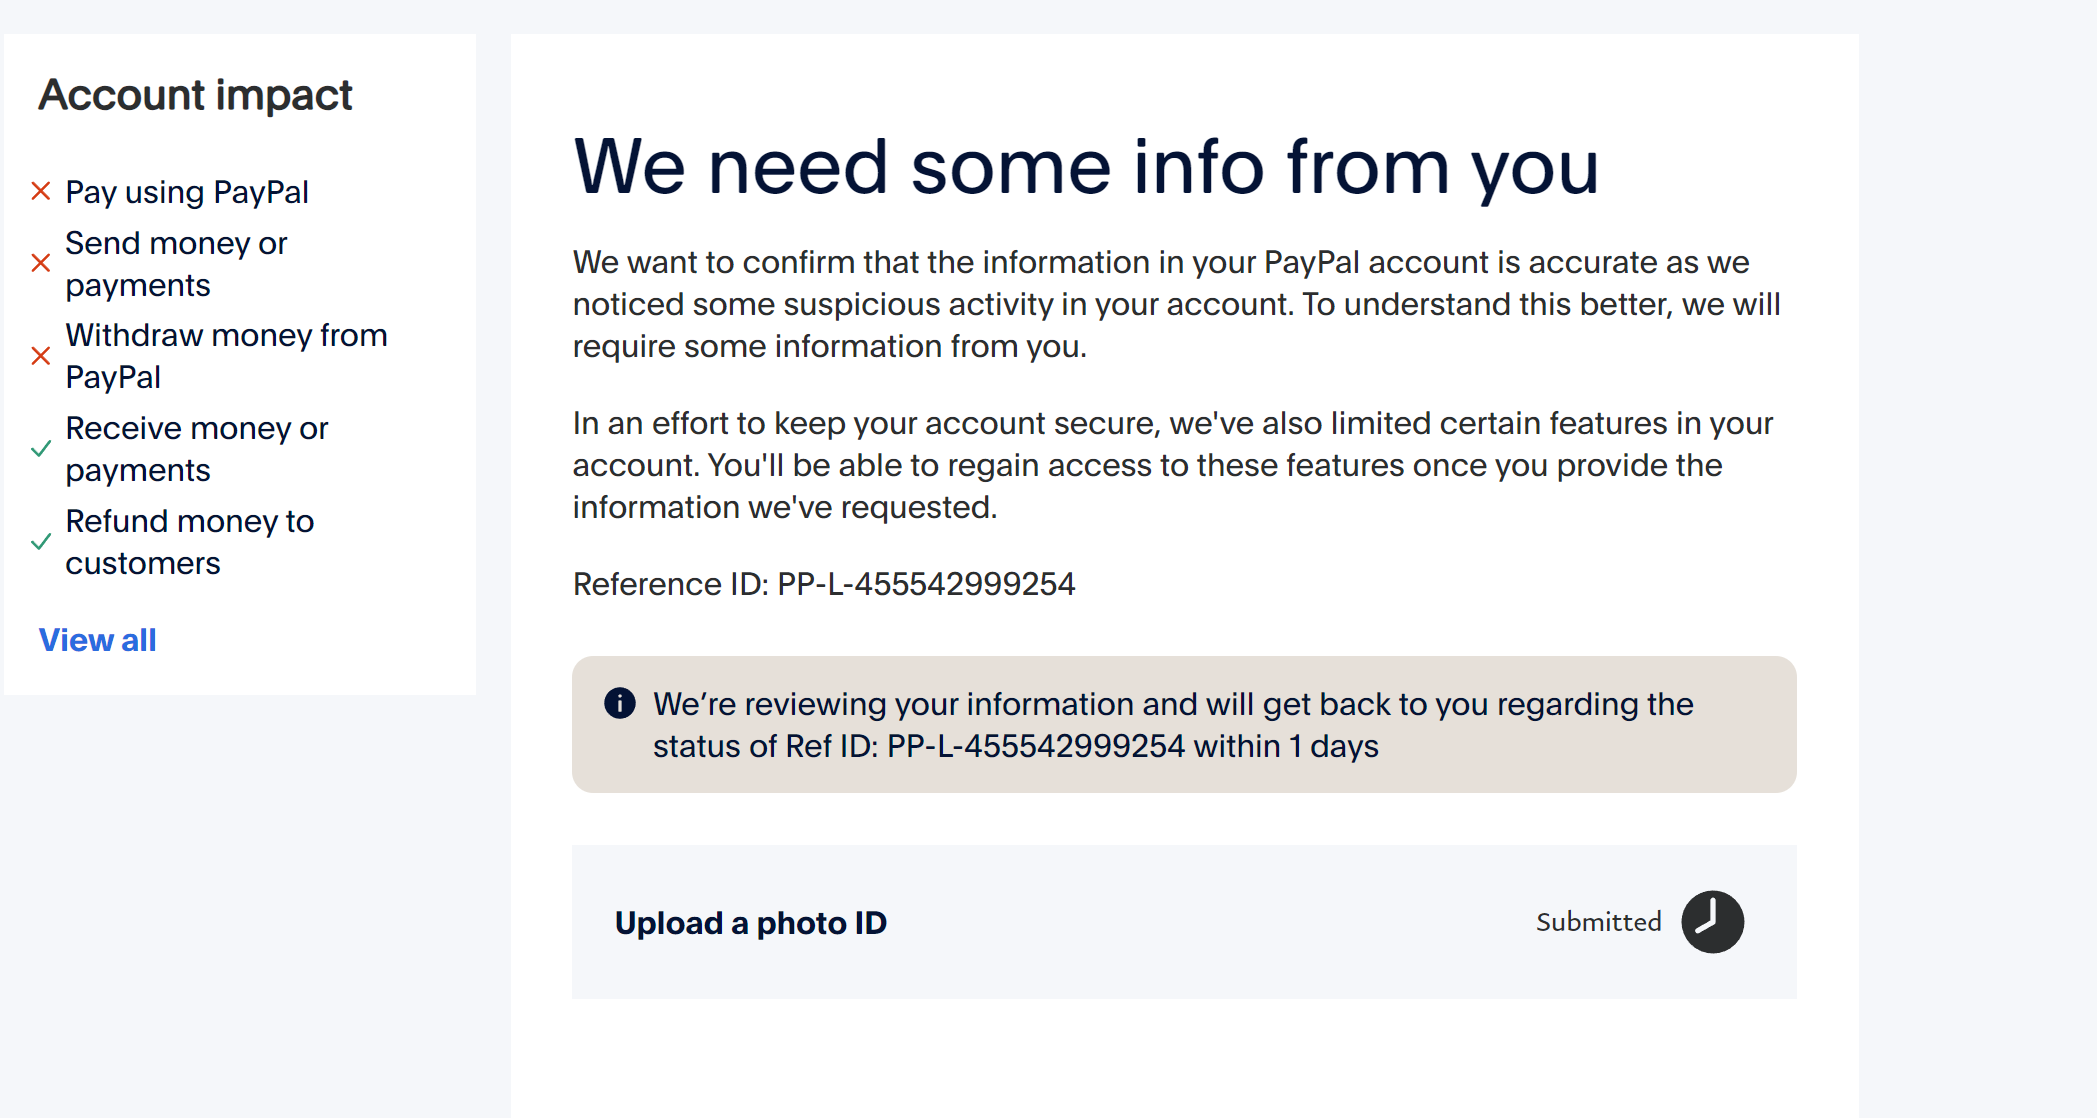 Account impact
Pay using PayPal
Send money or
payments
Withdraw money from
PayPal
Receive money or
payments
Refund money to
customers
View all
We need some info from you
We want to confirm that the information in your PayPal account is accurate as we
noticed some suspicious activity in your account. To understand this better, we will
require some information from you.
In an effort to keep your account secure, we've also limited certain features in your
account. You'll be able to regain access to these features once you provide the
information we've requested.
Reference ID: PP-L-455542999254
We’re reviewing your information and will get back to you regarding the
status of Ref ID: PP-L-455542999254 within 1 days
Upload a photo ID
Submitted